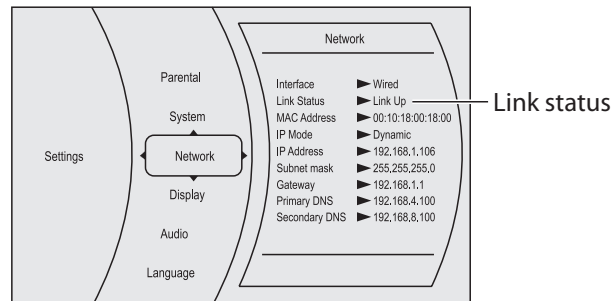 Settings
Parental
System
Network
Display
Audio
Language
Network
Interface ► Wired
Link Status ► Link Up
MAC Address ► 00:10:18:00:18:00
IP Mode ► Dynamic
IP Address ► 192.168.1.106
Subnet mask ► 255.255.255.0
Gateway ► 192.168.1.1
Primary DNS ► 192.168.4.100
Secondary DNS ► 192.168.8.100
Link status